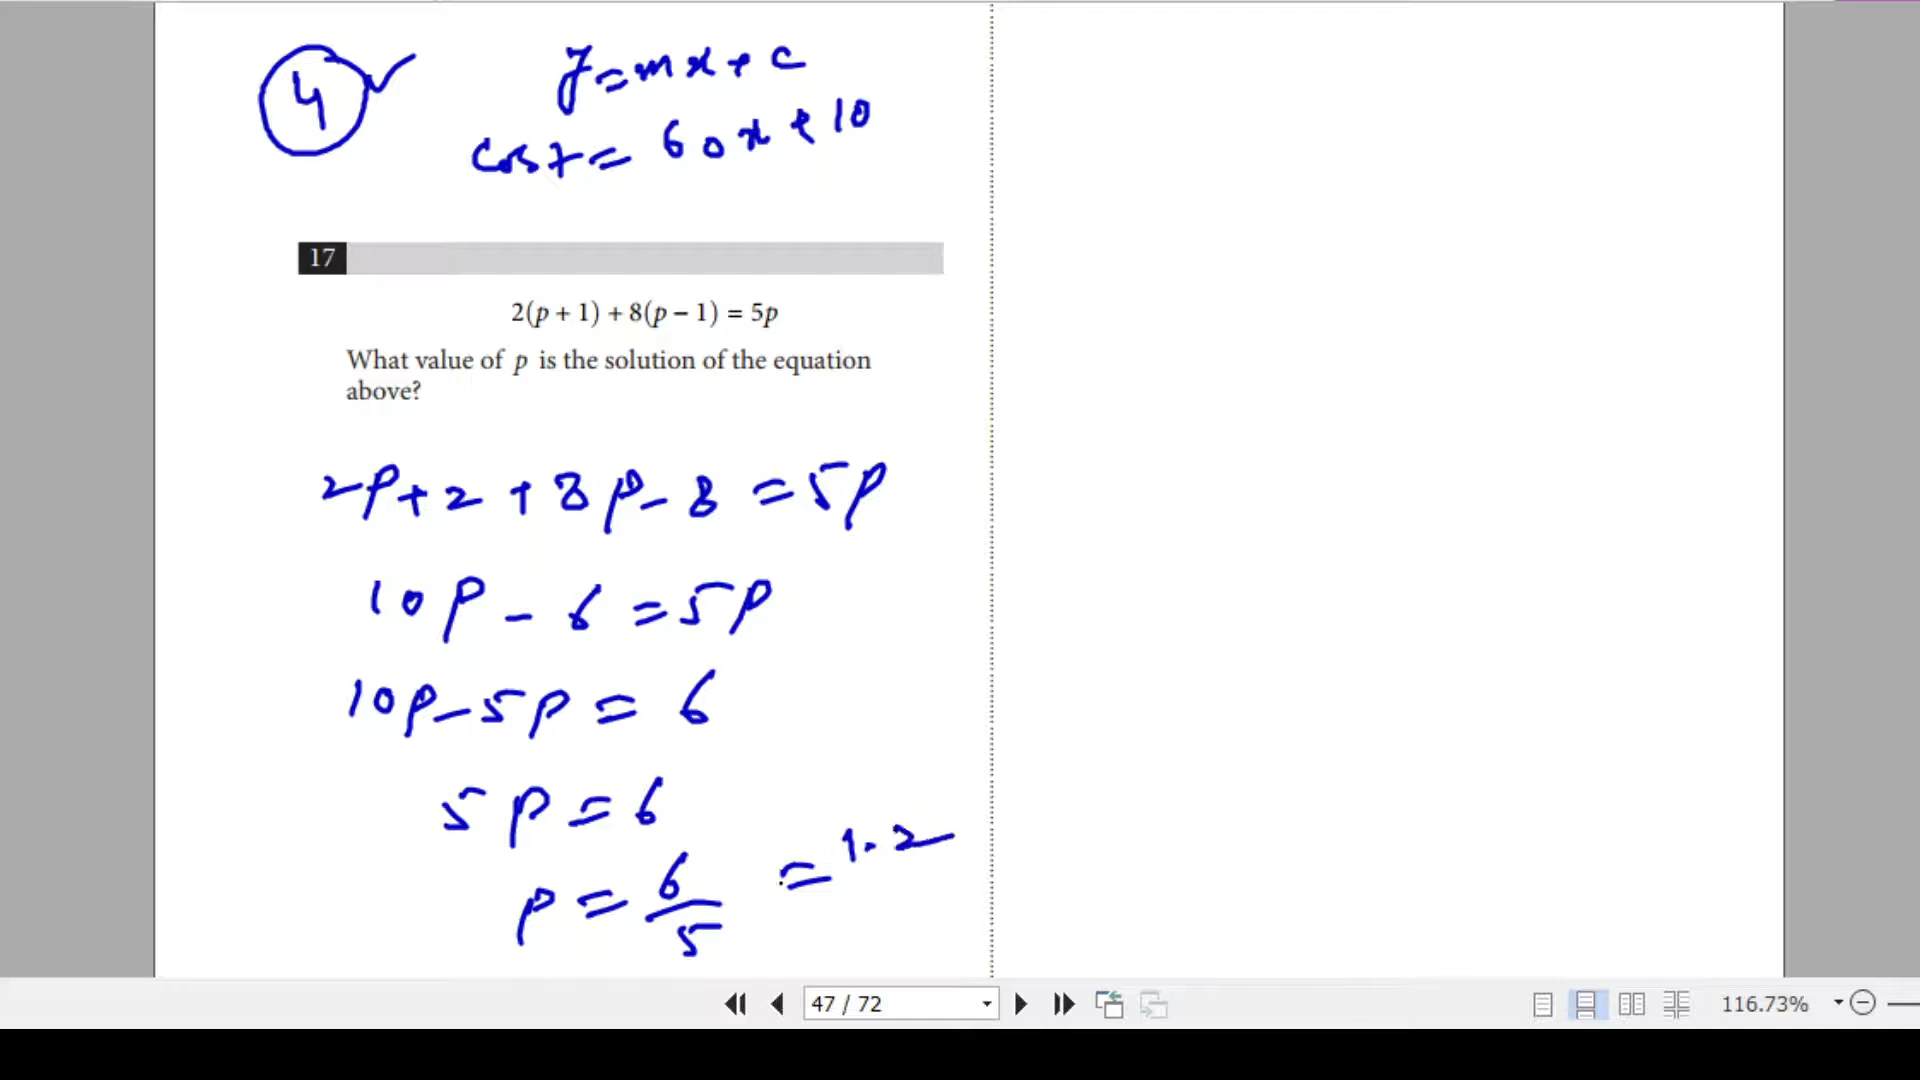 4
y = mx + c
cost = 60x + 10
17
2(p + 1) + 8(p − 1) = 5p
What value of p is the solution of the equation
above?
2p + 2 + 8p - 8 = 5p
10p - 6 = 5p
10p - 5p = 6
5p = 6
p = 6/5 = 1.2
47 / 72
116.73%